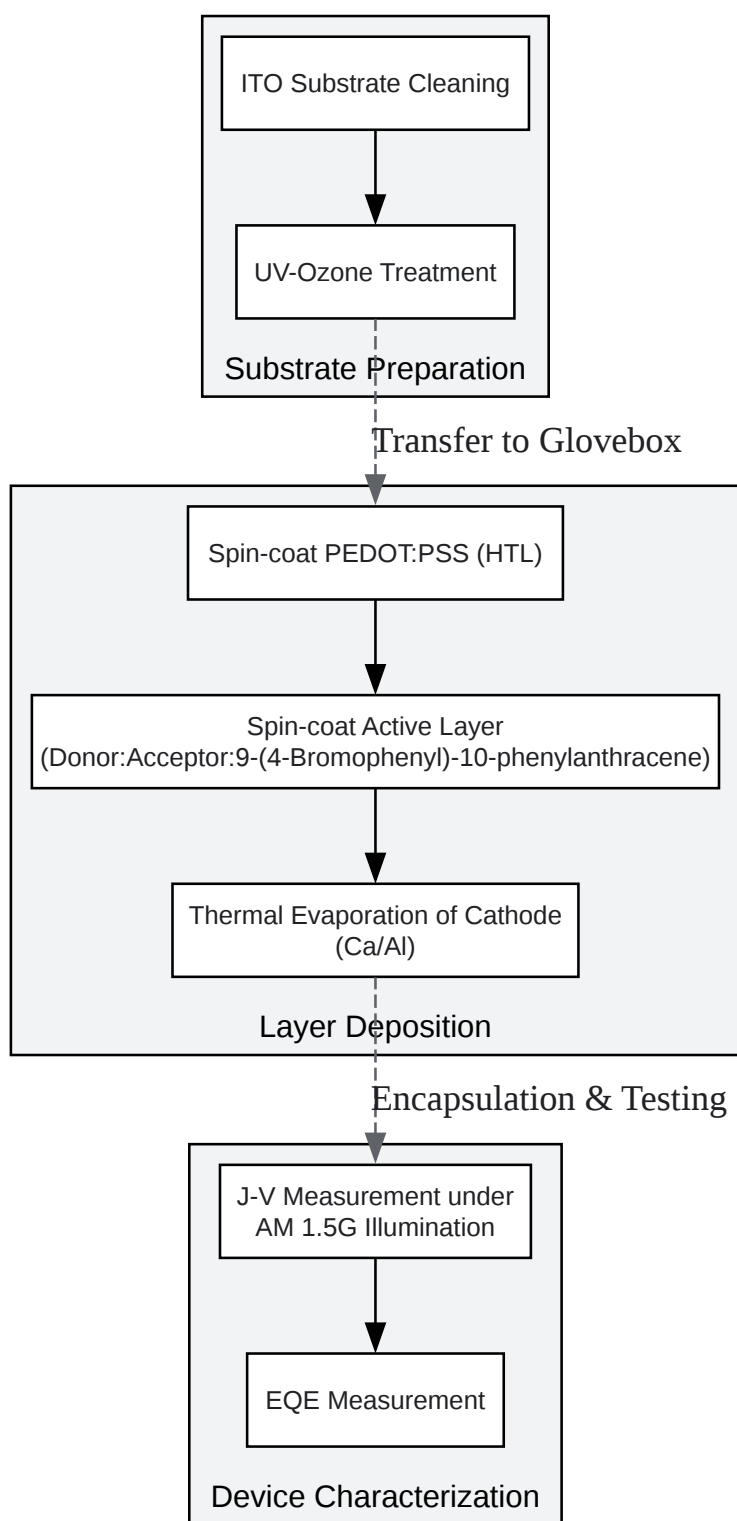 ITO Substrate Cleaning
UV-Ozone Treatment
Substrate Preparation
Transfer to Glovebox
Spin-coat PEDOT:PSS (HTL)
Spin-coat Active Layer
(Donor:Acceptor:9-(4-Bromophenyl)-10-phenylanthracene)
Thermal Evaporation of Cathode
(Ca/Al)
Layer Deposition
Encapsulation & Testing
J-V Measurement under
AM 1.5G Illumination
EQE Measurement
Device Characterization